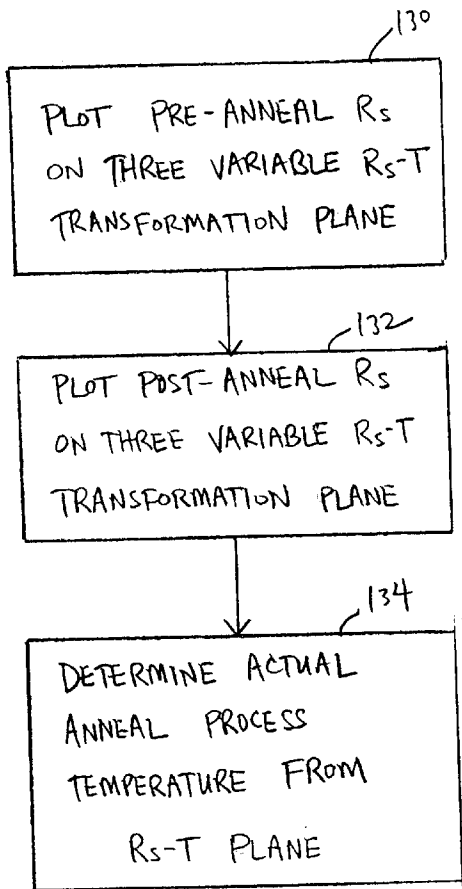 130
PLOT PRE-ANNEAL Rs
ON THREE VARIABLE Rs-T
TRANSFORMATION PLANE
132
PLOT POST-ANNEAL Rs
ON THREE VARIABLE Rs-T
TRANSFORMATION PLANE
134
DETERMINE ACTUAL
ANNEAL PROCESS
TEMPERATURE FROM
Rs-T PLANE